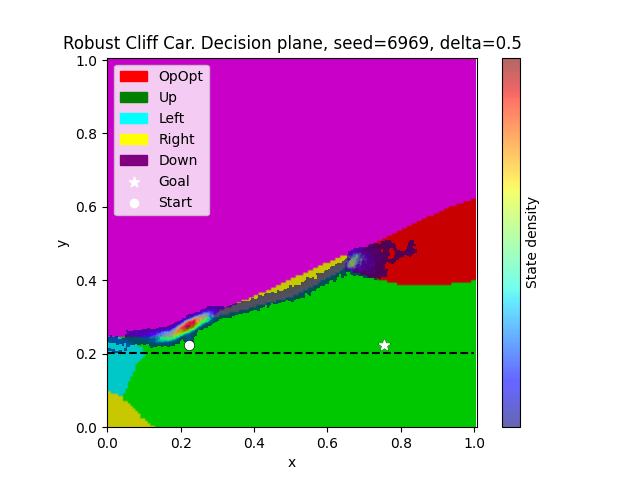 Robust Cliff Car. Decision plane, seed=6969, delta=0.5
1.0
0.8
0.6
0.4
0.2
0.0
y
OpOpt
Up
Left
Right
Down
Goal
Start
0.0 0.2 0.4 0.6 0.8 1.0
x
State density